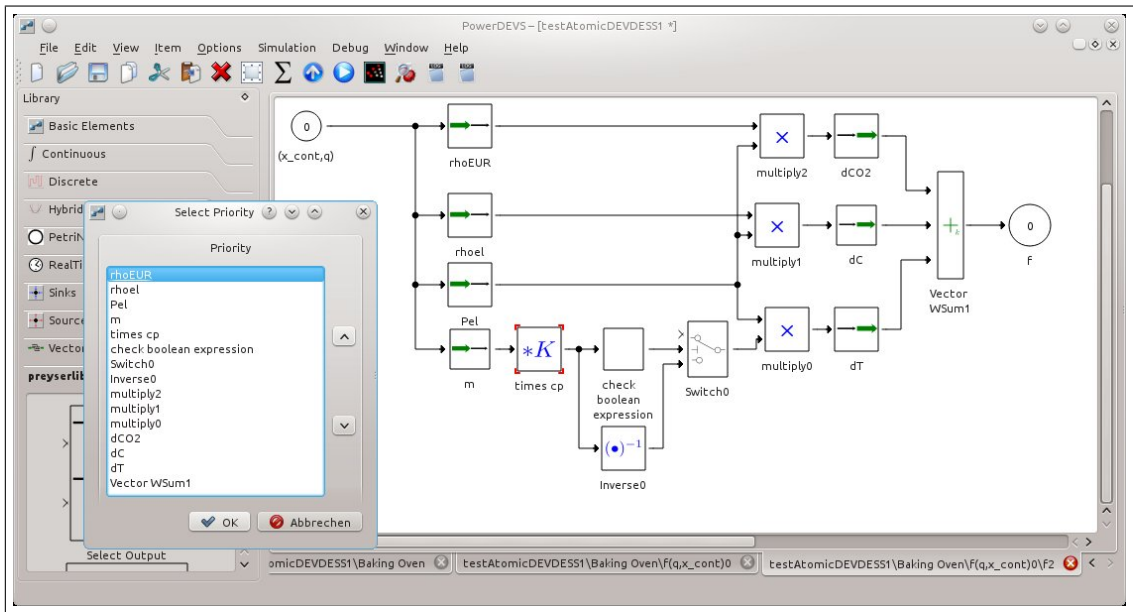 PowerDEVS – [testAtomicDEVDESS1 *]
File Edit View Item Options Simulation Debug Window Help
Library
Basic Elements
Continuous
Discrete
Hybrid
PetriN
RealTi
Sinks
Source
Vector
preyserlib
Select Output
Select Priority
Priority
rhoEUR
rhoel
Pel
m
times cp
check boolean expression
Switch0
Inverse0
multiply2
multiply1
multiply0
dCO2
dC
dT
Vector WSum1
OK
Abbrechen
0
(x_cont,q)
rhoEUR
rhoel
Pel
m
*K
times cp
check
boolean
expression
(•)⁻¹
Inverse0
Switch0
×
multiply2
×
multiply1
×
multiply0
dCO2
dC
dT
+
Vector
WSum1
0
f
omicDEVDESS1\Baking Oven
testAtomicDEVDESS1\Baking Oven\f(q,x_cont)0
testAtomicDEVDESS1\Baking Oven\f(q,x_cont)0\f2